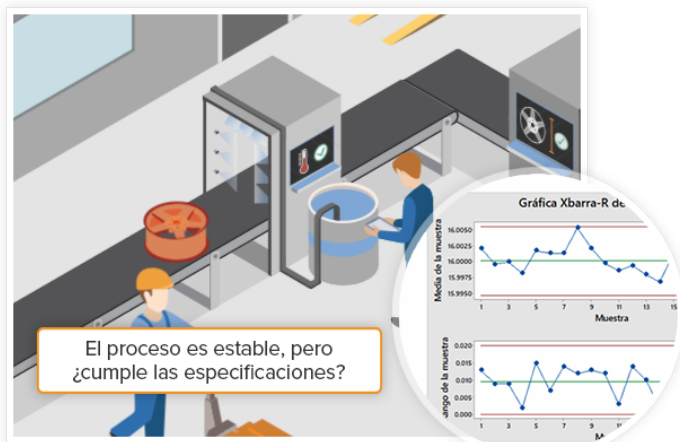 Gráfica Xbarra-R de
Media de la muestra
16.0050
16.0025
16.0000
15.9975
15.9950
1 3 5 7 9 11 13 15
Muestra
El proceso es estable, pero
¿cumple las especificaciones?
ango de la muestra
0.020
0.015
0.010
0.005
0.000
1 3 5 7 9 11